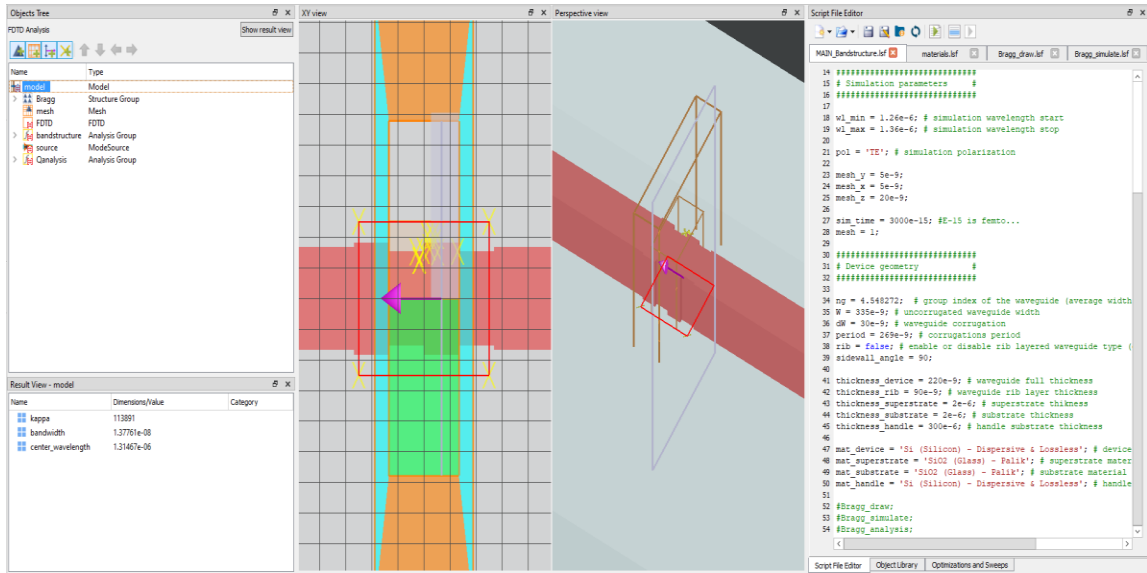 Objects Tree
FDTD Analysis
Show result view
Name Type
model Model
Bragg Structure Group
mesh Mesh
FDTD FDTD
bandstructure Analysis Group
source ModeSource
Qanalysis Analysis Group
Result View - model
Name Dimensions/Value Category
kappa 113891
bandwidth 1.37761e-08
center_wavelength 1.31467e-06
XY view
Perspective view
Script File Editor
MAIN_Bandstructure.lsf materials.lsf Bragg_draw.lsf Bragg_simulate.lsf
14 #############################
15 # Simulation parameters #
16 #############################
17
18 wl_min = 1.26e-6; # simulation wavelength start
19 wl_max = 1.36e-6; # simulation wavelength stop
20
21 pol = 'TE'; # simulation polarization
22
23 mesh_y = 5e-9;
24 mesh_x = 5e-9;
25 mesh_z = 20e-9;
26
27 sim_time = 3000e-15; #E-15 is femto...
28 mesh = 1;
29
30 #############################
31 # Device geometry #
32 #############################
33
34 ng = 4.548272; # group index of the waveguide (average width
35 W = 335e-9; # uncorrugated waveguide width
36 dW = 30e-9; # waveguide corrugation
37 period = 269e-9; # corrugations period
38 rib = false; # enable or disable rib layered waveguide type (
39 sidewall_angle = 90;
40
41 thickness_device = 220e-9; # waveguide full thickness
42 thickness_rib = 90e-9; # waveguide rib layer thickness
43 thickness_superstrate = 2e-6; # superstrate thikness
44 thickness_substrate = 2e-6; # substrate thickness
45 thickness_handle = 300e-6; # handle substrate thickness
46
47 mat_device = 'Si (Silicon) - Dispersive & Lossless'; # device
48 mat_superstrate = 'SiO2 (Glass) - Palik'; # superstrate mater
49 mat_substrate = 'SiO2 (Glass) - Palik'; # substrate material
50 mat_handle = 'Si (Silicon) - Dispersive & Lossless'; # handle
51
52 #Bragg_draw;
53 #Bragg_simulate;
54 #Bragg_analysis;
Script File Editor Object Library Optimizations and Sweeps